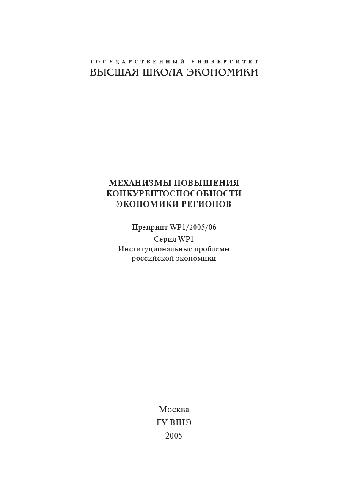 ГОСУДАРСТВЕННЫЙ УНИВЕРСИТЕТ
ВЫСШАЯ ШКОЛА ЭКОНОМИКИ
МЕХАНИЗМЫ ПОВЫШЕНИЯ
КОНКУРЕНТОСПОСОБНОСТИ
ЭКОНОМИКИ РЕГИОНОВ
Препринт WP1/2005/06
Серия WP1
Институциональные проблемы
российской экономики
Москва
ГУ ВШЭ
2005